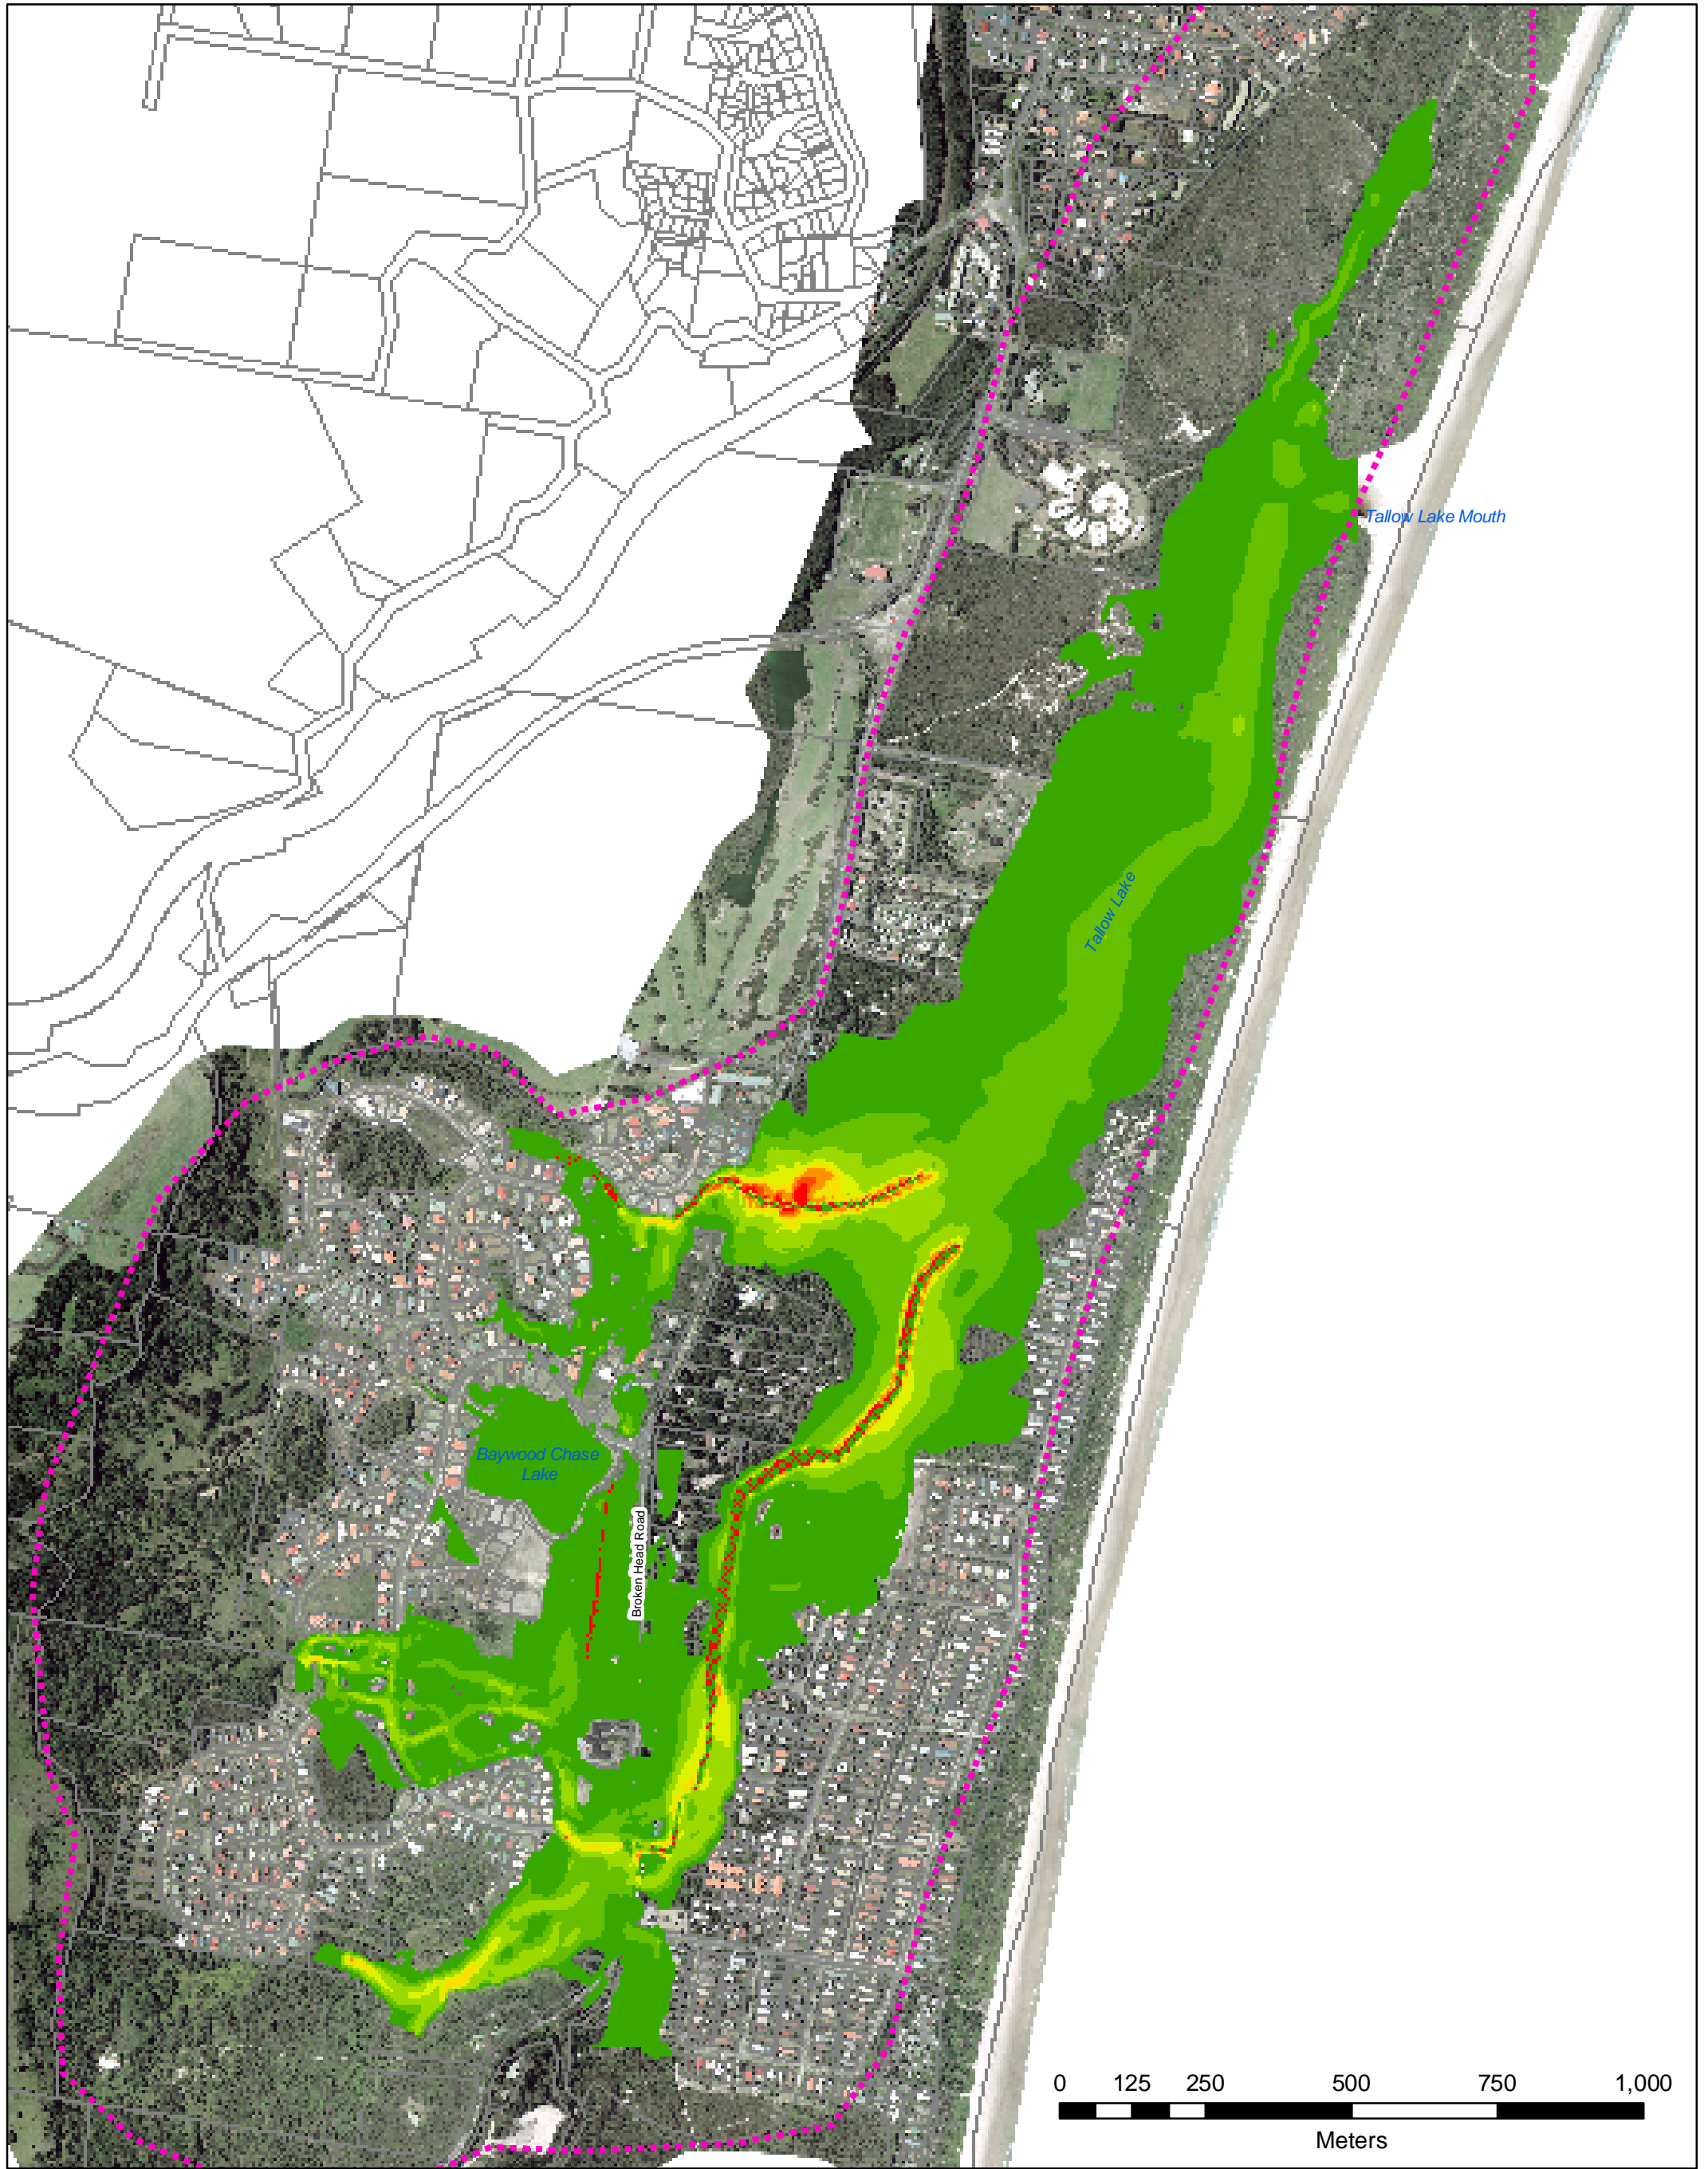 Tallow Lake Mouth
Tallow Lake
Baywood Chase
Lake
Broken Head Road
0 125 250 500 750 1,000
Meters